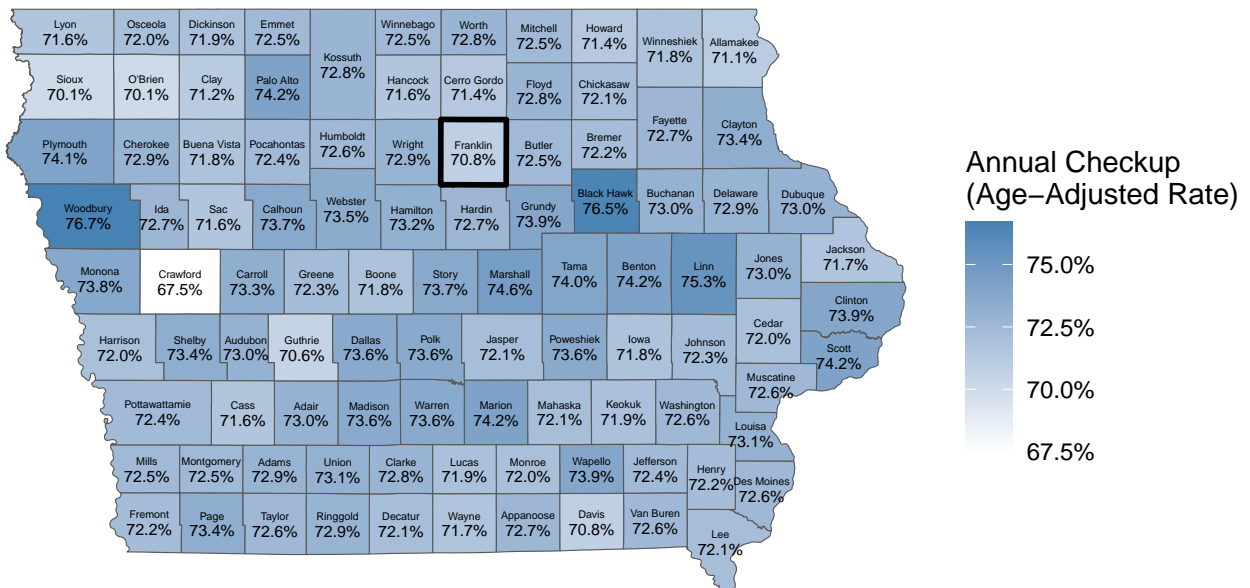 Lyon
71.6%
Osceola
72.0%
Dickinson
71.9%
Emmet
72.5%
Kossuth
72.8%
Winnebago
72.5%
Worth
72.8%
Mitchell
72.5%
Howard
71.4%
Winneshiek
71.8%
Allamakee
71.1%
Sioux
70.1%
O'Brien
70.1%
Clay
71.2%
Palo Alto
74.2%
Hancock
71.6%
Cerro Gordo
71.4%
Floyd
72.8%
Chickasaw
72.1%
Fayette
72.7%
Clayton
73.4%
Plymouth
74.1%
Cherokee
72.9%
Buena Vista
71.8%
Pocahontas
72.4%
Humboldt
72.6%
Wright
72.9%
Franklin
70.8%
Butler
72.5%
Bremer
72.2%
Woodbury
76.7%
Ida
72.7%
Sac
71.6%
Calhoun
73.7%
Webster
73.5%
Hamilton
73.2%
Hardin
72.7%
Grundy
73.9%
Black Hawk
76.5%
Buchanan
73.0%
Delaware
72.9%
Dubuque
73.0%
Monona
73.8%
Crawford
67.5%
Carroll
73.3%
Greene
72.3%
Boone
71.8%
Story
73.7%
Marshall
74.6%
Tama
74.0%
Benton
74.2%
Linn
75.3%
Jones
73.0%
Jackson
71.7%
Clinton
73.9%
Harrison
72.0%
Shelby
73.4%
Audubon
73.0%
Guthrie
70.6%
Dallas
73.6%
Polk
73.6%
Jasper
72.1%
Poweshiek
73.6%
Iowa
71.8%
Johnson
72.3%
Cedar
72.0%
Scott
74.2%
Muscatine
72.6%
Pottawattamie
72.4%
Cass
71.6%
Adair
73.0%
Madison
73.6%
Warren
73.6%
Marion
74.2%
Mahaska
72.1%
Keokuk
71.9%
Washington
72.6%
Louisa
73.1%
Mills
72.5%
Montgomery
72.5%
Adams
72.9%
Union
73.1%
Clarke
72.8%
Lucas
71.9%
Monroe
72.0%
Wapello
73.9%
Jefferson
72.4%
Henry
72.2%
Des Moines
72.6%
Fremont
72.2%
Page
73.4%
Taylor
72.6%
Ringgold
72.9%
Decatur
72.1%
Wayne
71.7%
Appanoose
72.7%
Davis
70.8%
Van Buren
72.6%
Lee
72.1%
Annual Checkup
(Age−Adjusted Rate)
75.0%
72.5%
70.0%
67.5%